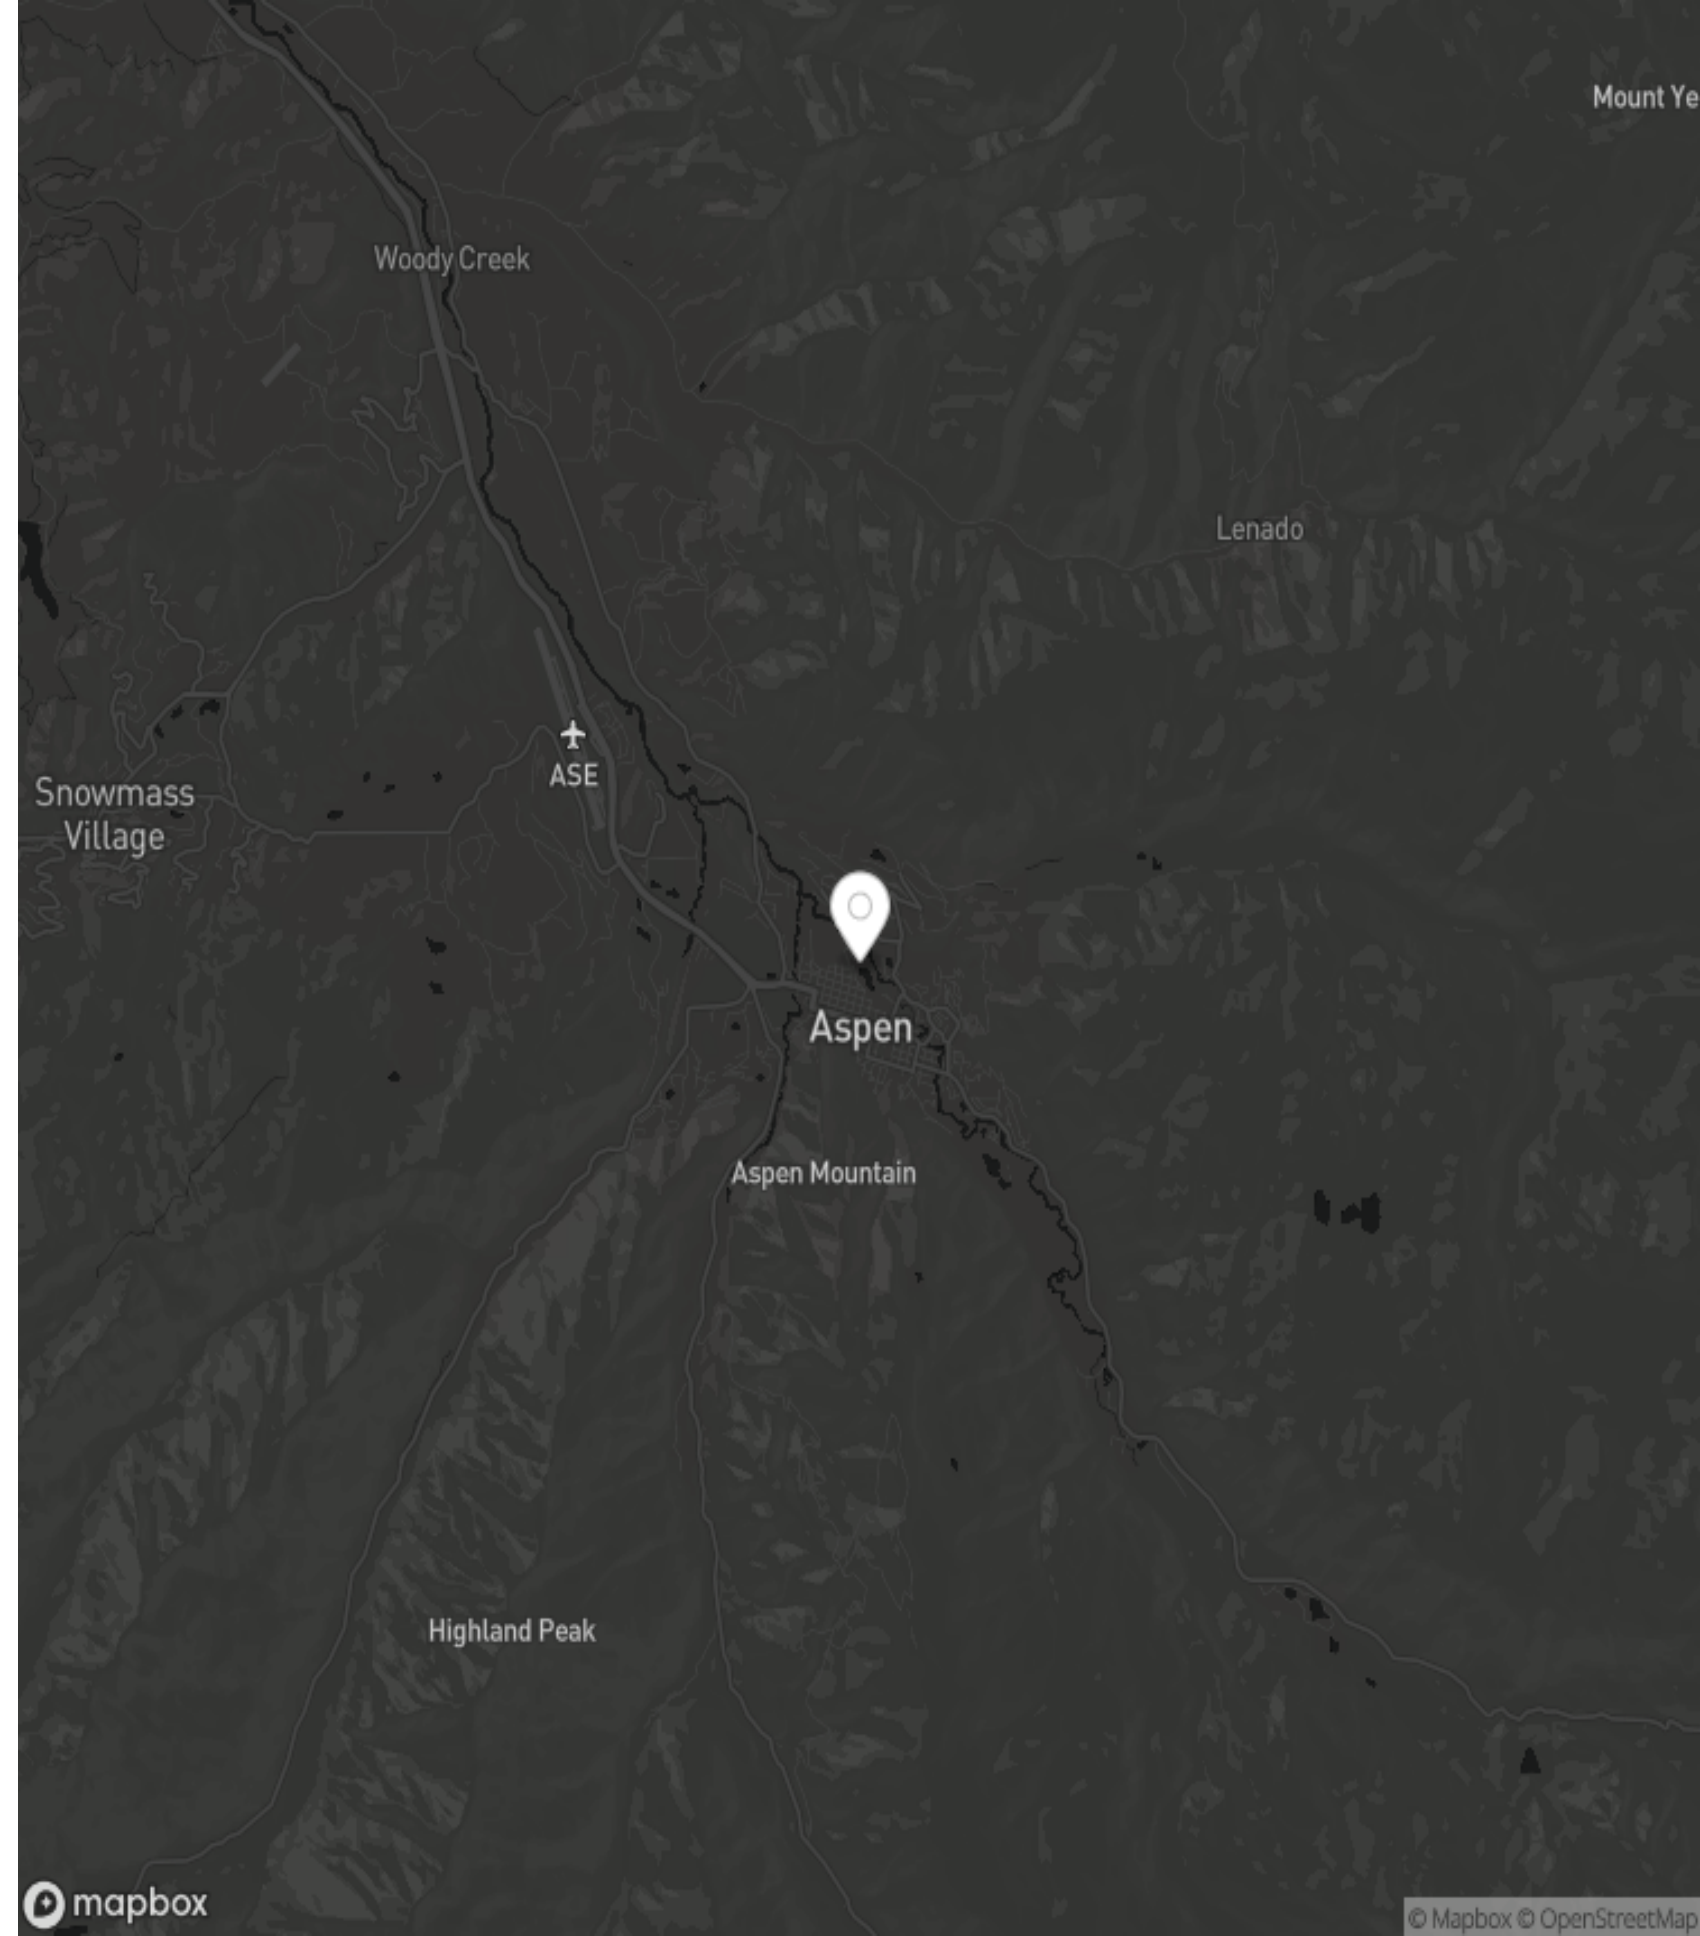 Mount Ye
Woody Creek
Lenado
ASE
Snowmass
Village
Aspen
Aspen Mountain
Highland Peak
mapbox
© Mapbox © OpenStreetMap